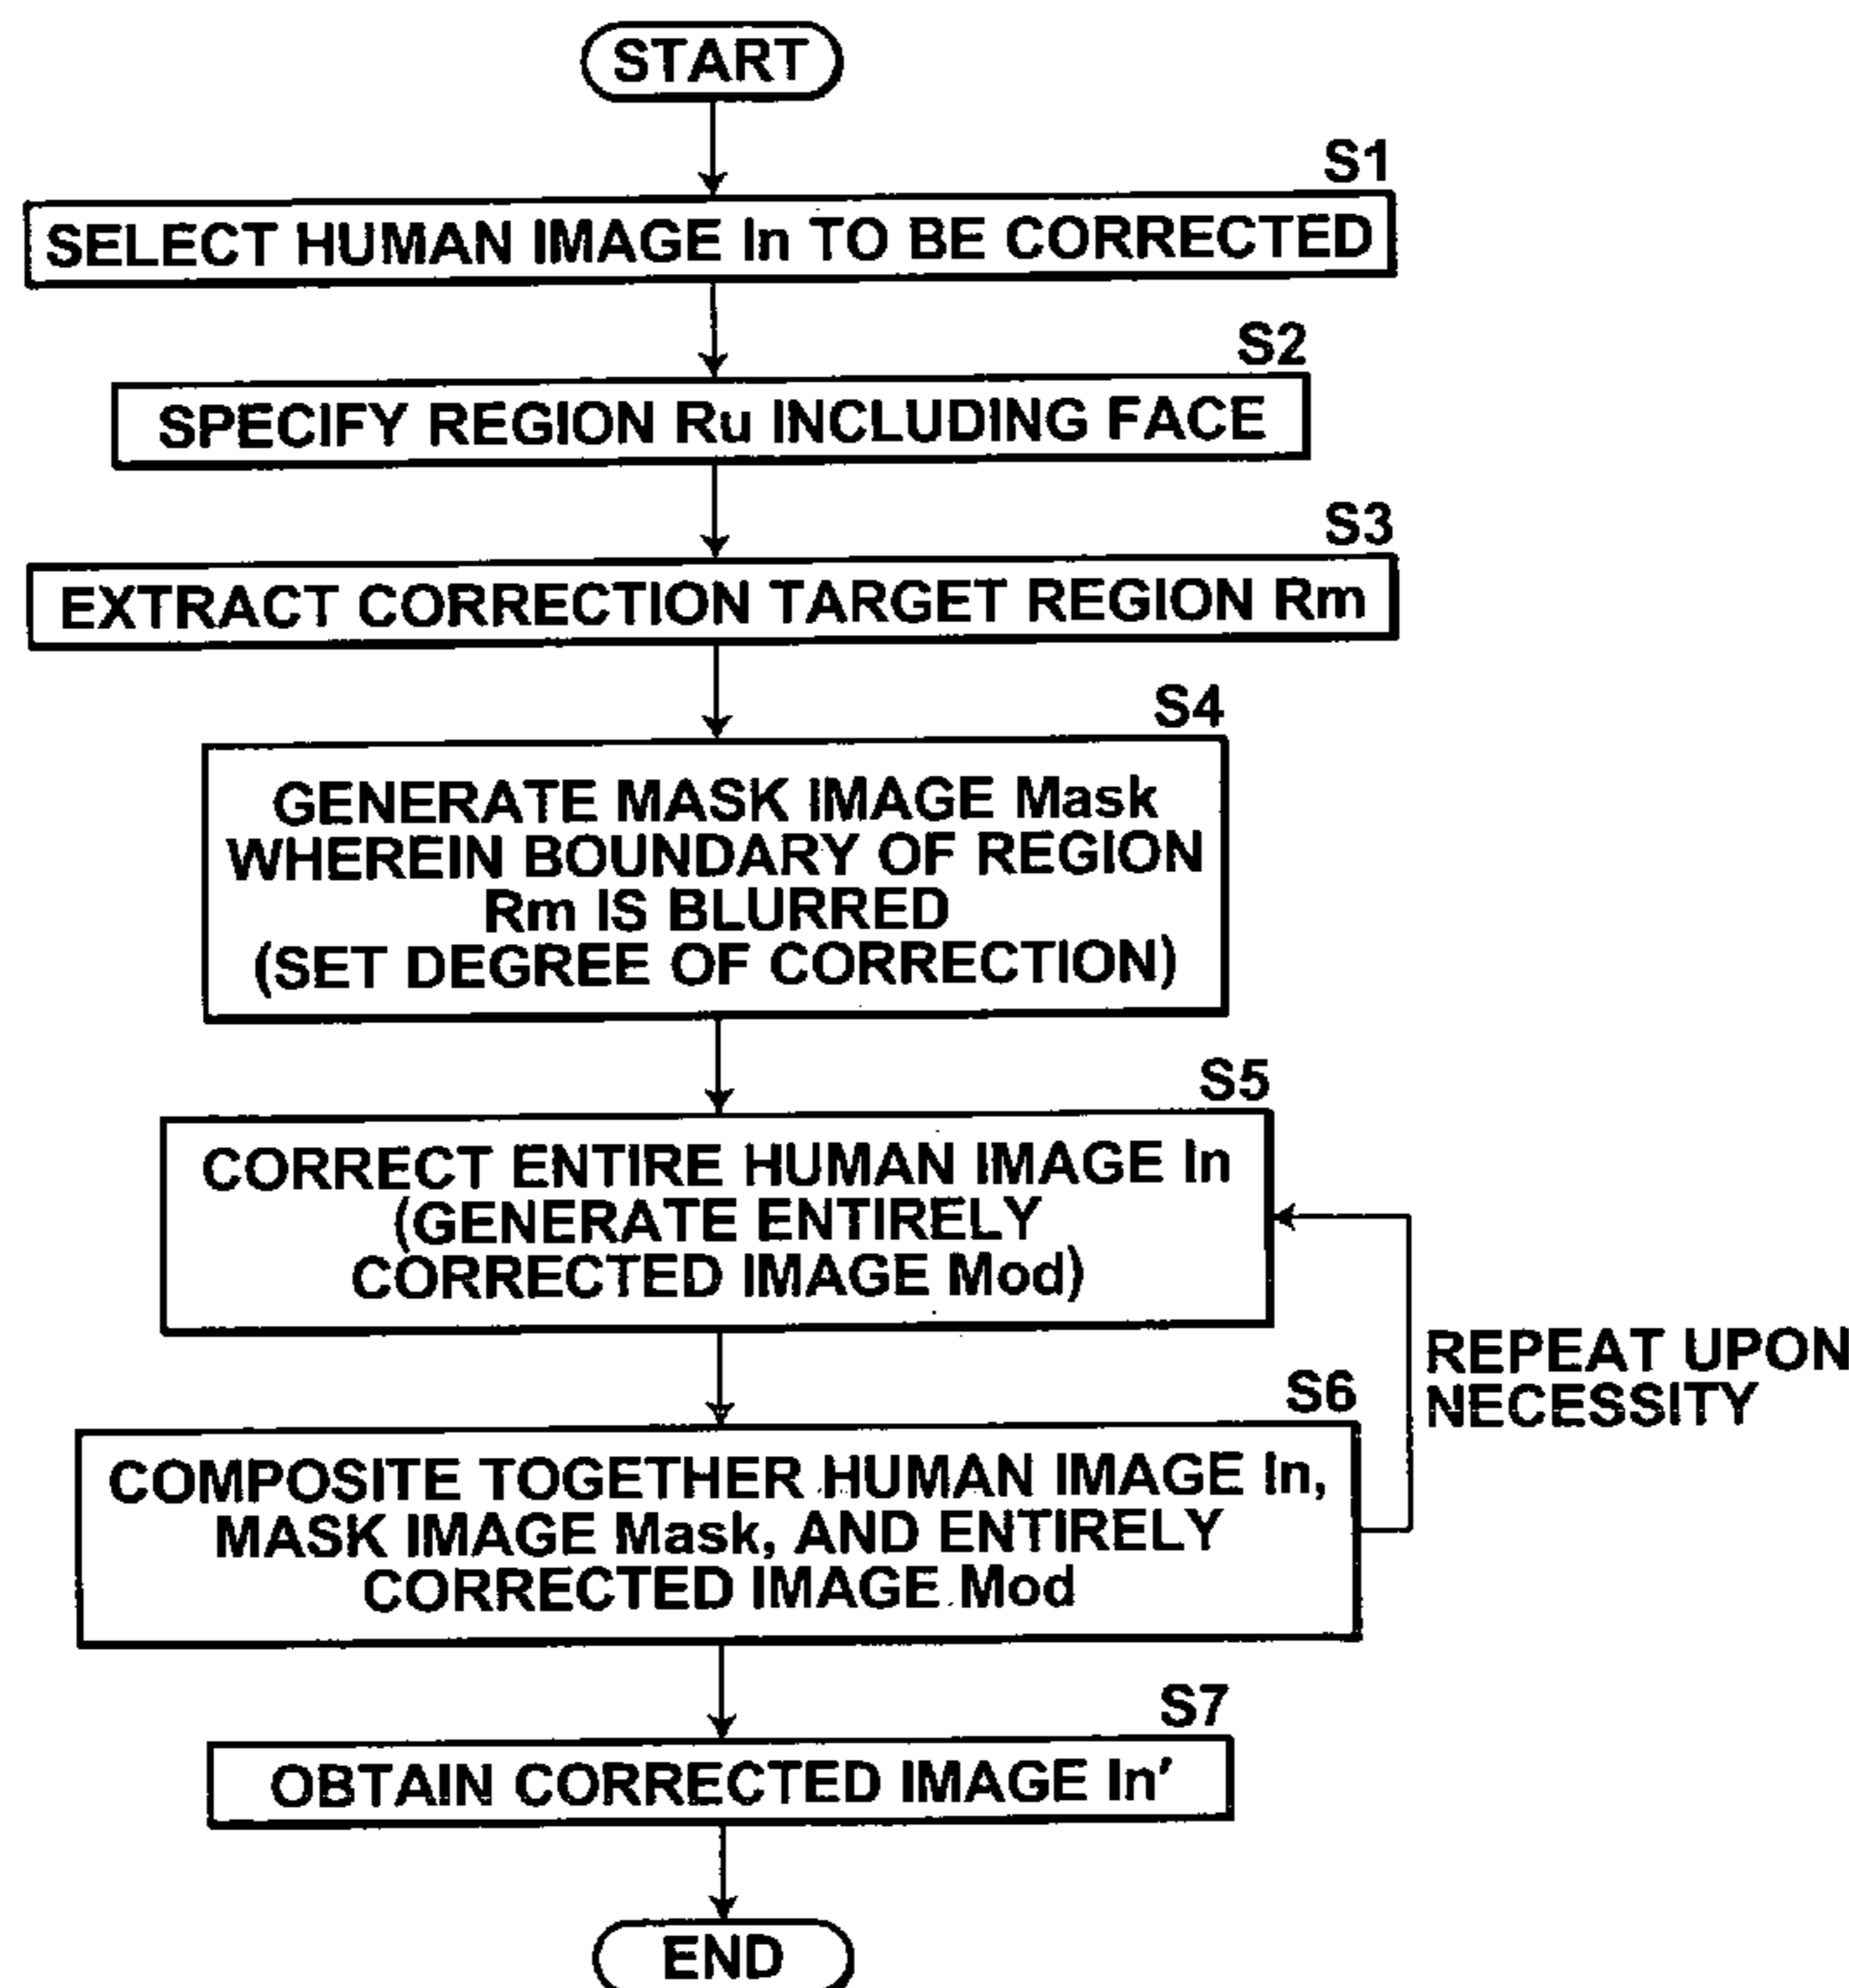 START
S1
SELECT HUMAN IMAGE In TO BE CORRECTED
S2
SPECIFY REGION Ru INCLUDING FACE
S3
EXTRACT CORRECTION TARGET REGION Rm
S4
GENERATE MASK IMAGE Mask
WHEREIN BOUNDARY OF REGION
Rm IS BLURRED
(SET DEGREE OF CORRECTION)
S5
CORRECT ENTIRE HUMAN IMAGE In
(GENERATE ENTIRELY
CORRECTED IMAGE Mod)
REPEAT UPON
NECESSITY
S6
COMPOSITE TOGETHER HUMAN IMAGE In,
MASK IMAGE Mask, AND ENTIRELY
CORRECTED IMAGE Mod
S7
OBTAIN CORRECTED IMAGE In′
END